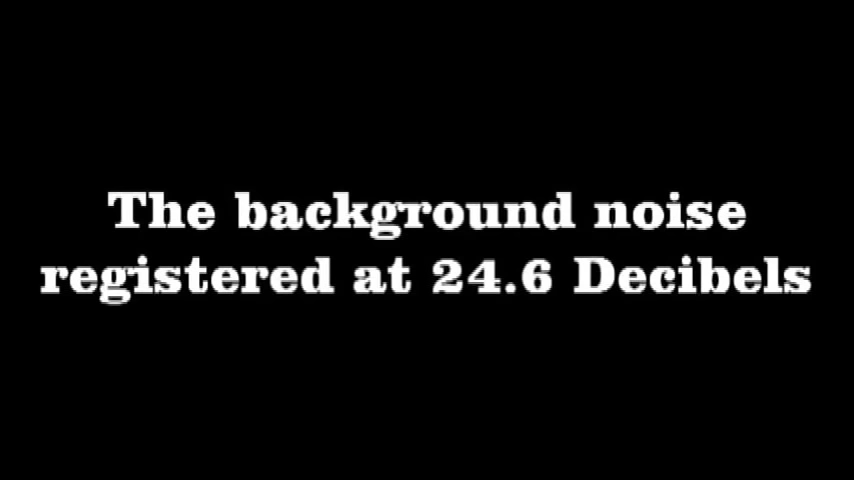 The background noise
registered at 24.6 Decibels